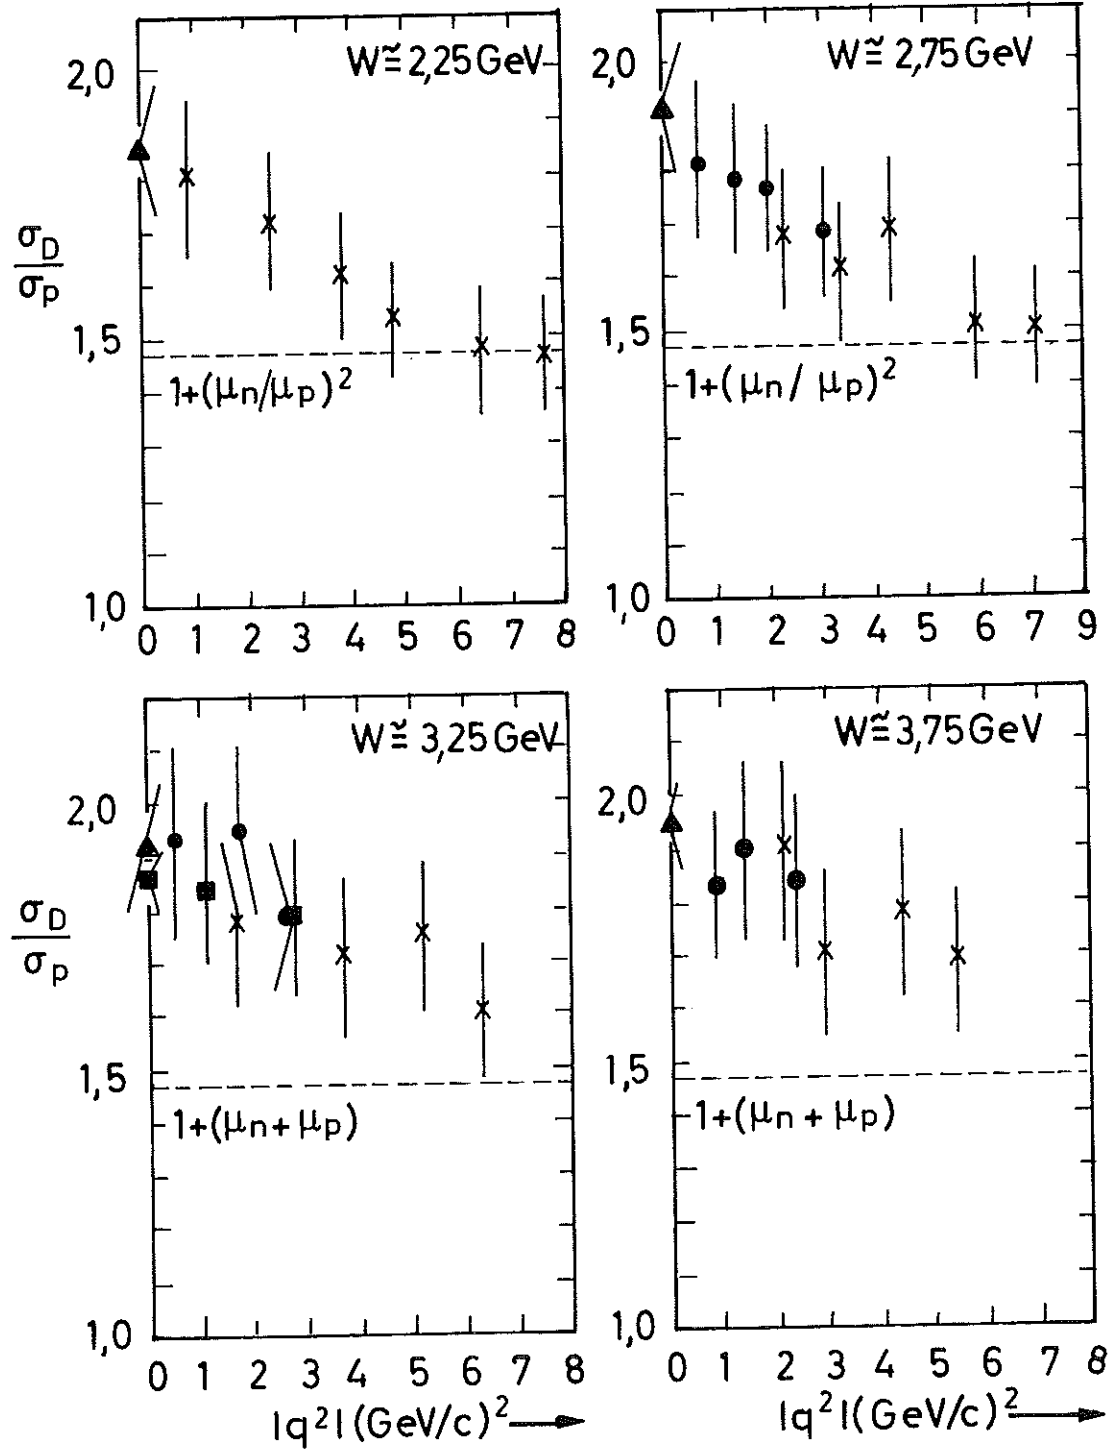 W ≅ 2,25 GeV
2,0
σD/σp
1,5
1+(μn/μp)²
1,0
0 1 2 3 4 5 6 7 8
W ≅ 2,75 GeV
2,0
1,5
1+(μn/ μp)²
1,0
0 1 2 3 4 5 6 7 8 9
W ≅ 3,25 GeV
2,0
σD/σp
1,5
1+(μn+ μp)
1,0
0 1 2 3 4 5 6 7 8
|q²| (GeV/c)² →
W ≅ 3,75 GeV
2,0
1,5
1+(μn + μp)
1,0
0 1 2 3 4 5 6 7 8
|q²| (GeV/c)² →